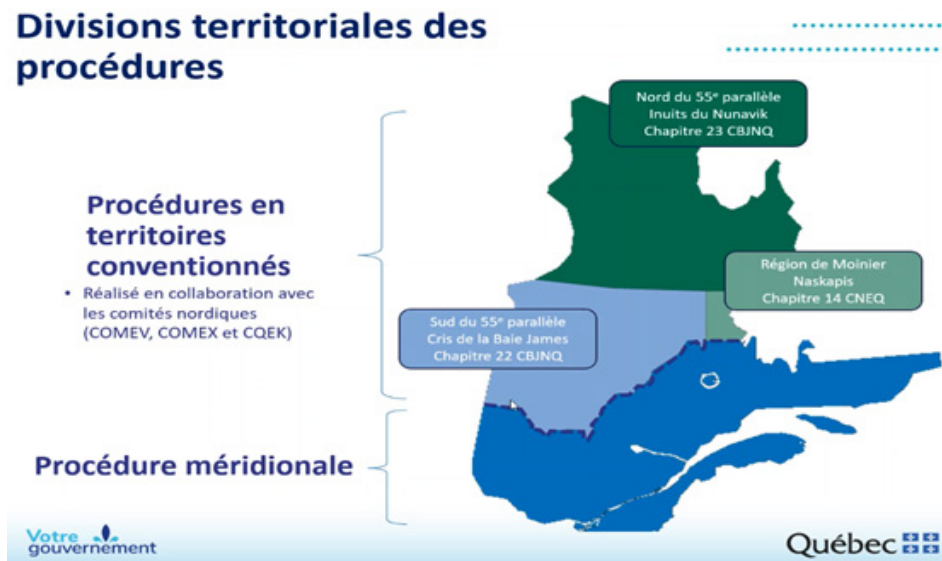 Divisions territoriales des
procédures
Nord du 55e parallèle
Inuits du Nunavik
Chapitre 23 CBJNQ
Procédures en
territoires
conventionnés
• Réalisé en collaboration avec
les comités nordiques
(COMEV, COMEX et CQEK)
Région de Moinier
Naskapis
Chapitre 14 CNEQ
Sud du 55e parallèle
Cris de la Baie James
Chapitre 22 CBJNQ
Procédure méridionale
Votre
gouvernement
Québec